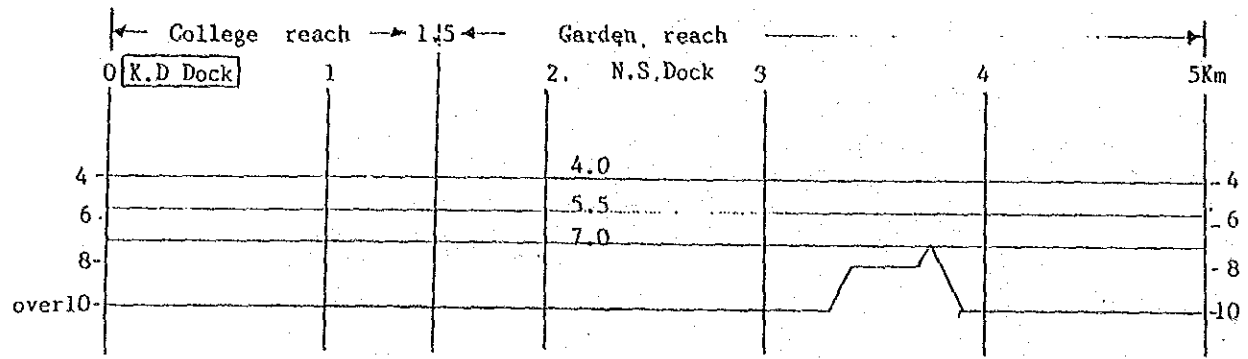 College reach 1.5 Garden reach
0 K.D Dock 1 2. N.S.Dock 3 4 5Km
4 4.0 4
6 5.5 6
7.0
8 8
over10 10